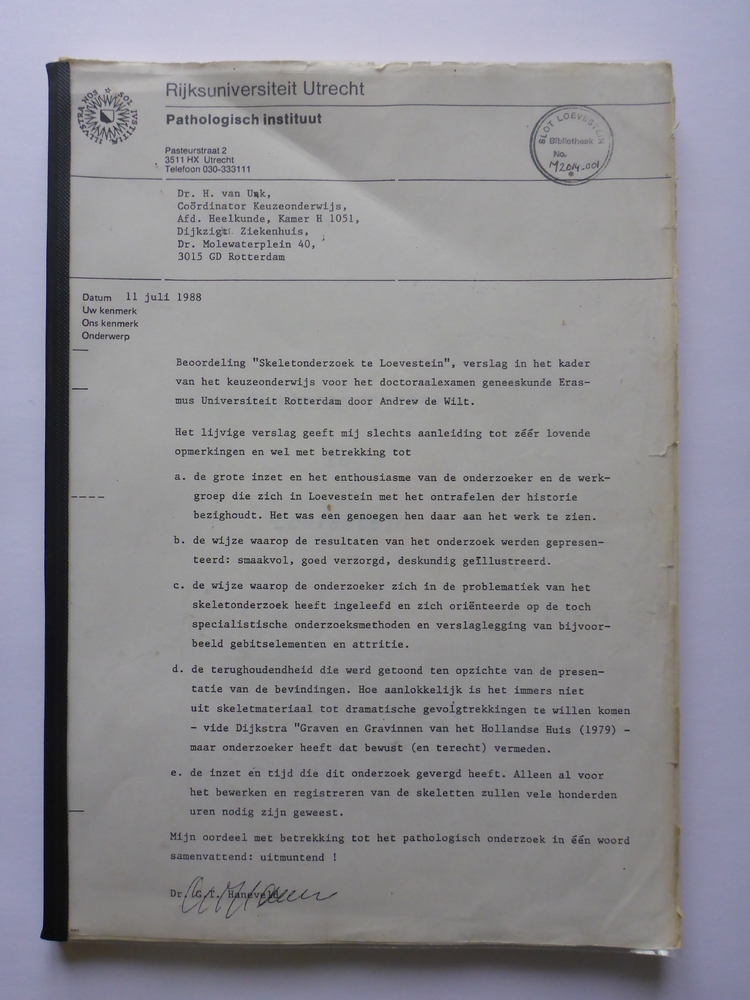 Rijksuniversiteit Utrecht
SOL IVSTITIAE ILLVSTRA NOS
Pathologisch instituut
SLOT LOEVESTEIN
Bibliotheek
No.
M2014-001
Pasteurstraat 2
3511 HX Utrecht
Telefoon 030-333111
Dr. H. van Urk,
Coördinator Keuzeonderwijs,
Afd. Heelkunde, Kamer H 1051,
Dijkzigt Ziekenhuis,
Dr. Molewaterplein 40,
3015 GD Rotterdam
Datum 11 juli 1988
Uw kenmerk
Ons kenmerk
Onderwerp
Beoordeling "Skeletonderzoek te Loevestein", verslag in het kader
van het keuzeonderwijs voor het doctoraalexamen geneeskunde Eras-
mus Universiteit Rotterdam door Andrew de Wilt.
Het lijvige verslag geeft mij slechts aanleiding tot zéér lovende
opmerkingen en wel met betrekking tot
a. de grote inzet en het enthousiasme van de onderzoeker en de werk-
groep die zich in Loevestein met het ontrafelen der historie
bezighoudt. Het was een genoegen hen daar aan het werk te zien.
b. de wijze waarop de resultaten van het onderzoek werden gepresen-
teerd: smaakvol, goed verzorgd, deskundig geïllustreerd.
c. de wijze waarop de onderzoeker zich in de problematiek van het
skeletonderzoek heeft ingeleefd en zich oriënteerde op de toch
specialistische onderzoeksmethoden en verslaglegging van bijvoor-
beeld gebitselementen en attritie.
d. de terughoudendheid die werd getoond ten opzichte van de presen-
tatie van de bevindingen. Hoe aanlokkelijk is het immers niet
uit skeletmateriaal tot dramatische gevolgtrekkingen te willen komen
- vide Dijkstra "Graven en Gravinnen van het Hollandse Huis (1979) -
maar onderzoeker heeft dat bewust (en terecht) vermeden.
e. de inzet en tijd die dit onderzoek gevergd heeft. Alleen al voor
het bewerken en registreren van de skeletten zullen vele honderden
uren nodig zijn geweest.
Mijn oordeel met betrekking tot het pathologisch onderzoek in één woord
samenvattend: uitmuntend !
Dr. G.T. Haneveld